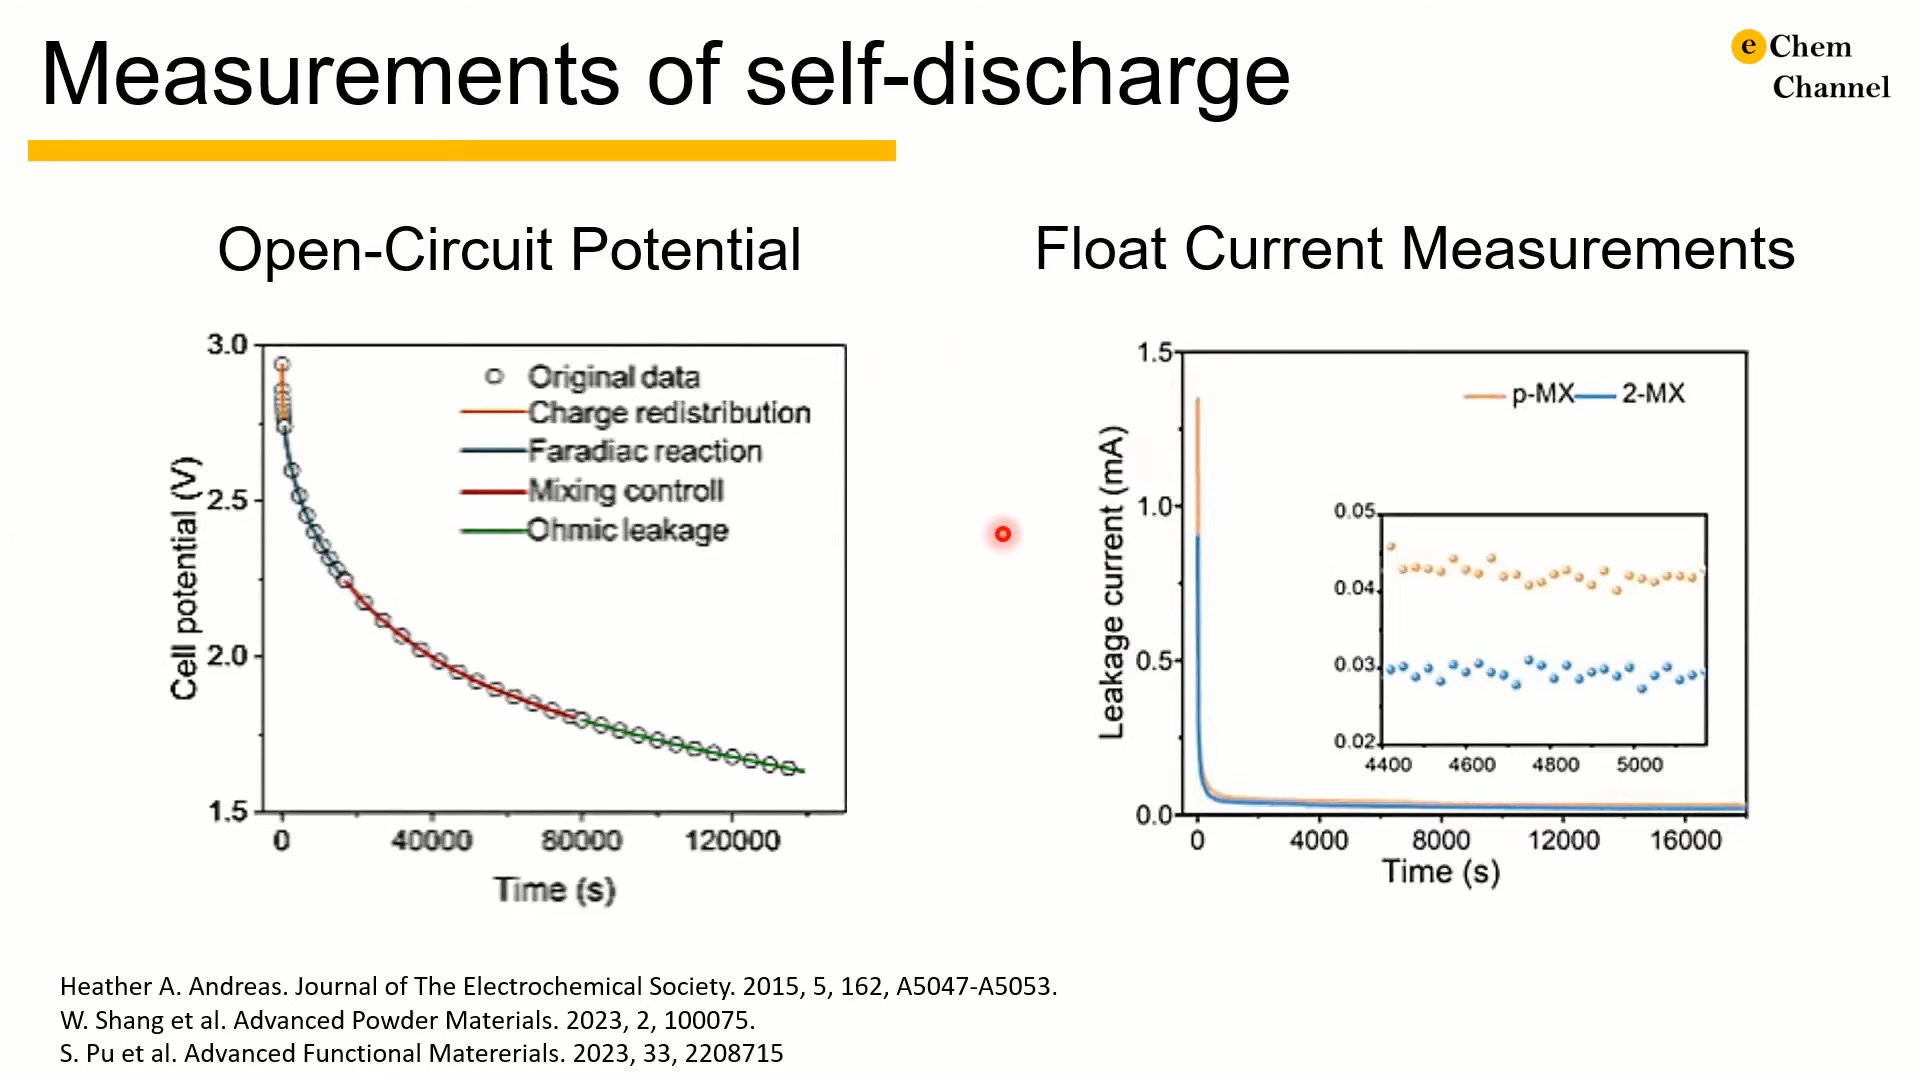 Measurements of self-discharge
e Chem
Channel
Open-Circuit Potential
Float Current Measurements
3.0
2.5
2.0
1.5
Cell potential (V)
Original data
Charge redistribution
Faradiac reaction
Mixing controll
Ohmic leakage
0 40000 80000 120000
Time (s)
1.5
1.0
0.5
0.0
Leakage current (mA)
p-MX 2-MX
0.05
0.04
0.03
0.02
4400 4600 4800 5000
0 4000 8000 12000 16000
Time (s)
Heather A. Andreas. Journal of The Electrochemical Society. 2015, 5, 162, A5047-A5053.
W. Shang et al. Advanced Powder Materials. 2023, 2, 100075.
S. Pu et al. Advanced Functional Matererials. 2023, 33, 2208715